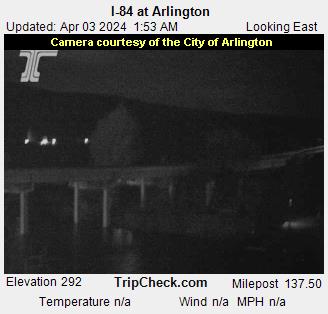 I-84 at Arlington
Updated: Apr 03 2024 1:53 AM Looking East
Camera courtesy of the City of Arlington
Elevation 292 TripCheck.com Milepost 137.50
Temperature n/a Wind n/a MPH n/a